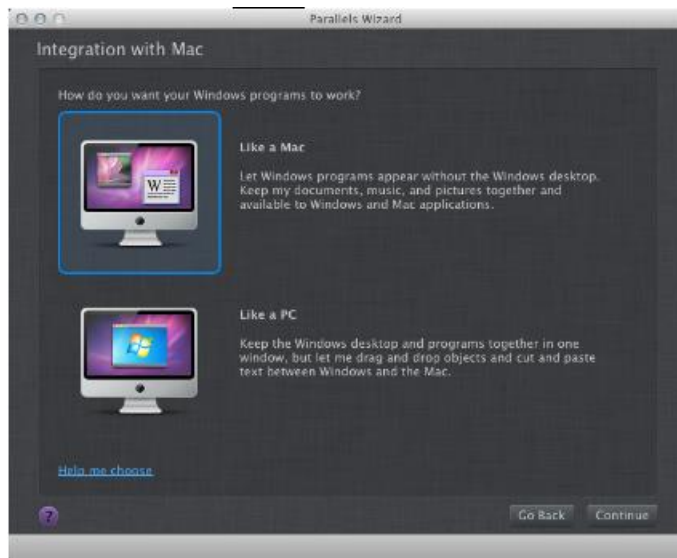 Parallels Wizard
Integration with Mac
How do you want your Windows programs to work?
Like a Mac
Let Windows programs appear without the Windows desktop.
Keep my documents, music, and pictures together and
available to Windows and Mac applications.
W
Like a PC
Keep the Windows desktop and programs together in one
window, but let me drag and drop objects and cut and paste
text between Windows and the Mac.
Help me choose
?
Go Back
Continue